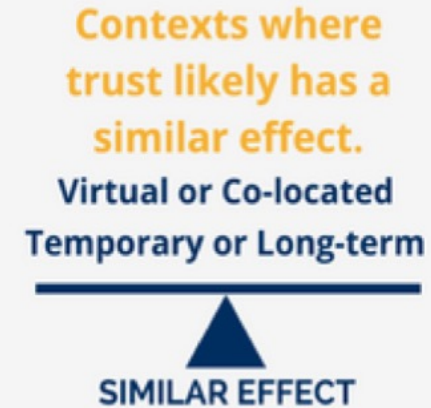 Contexts where
trust likely has a
similar effect.
Virtual or Co-located
Temporary or Long-term
SIMILAR EFFECT